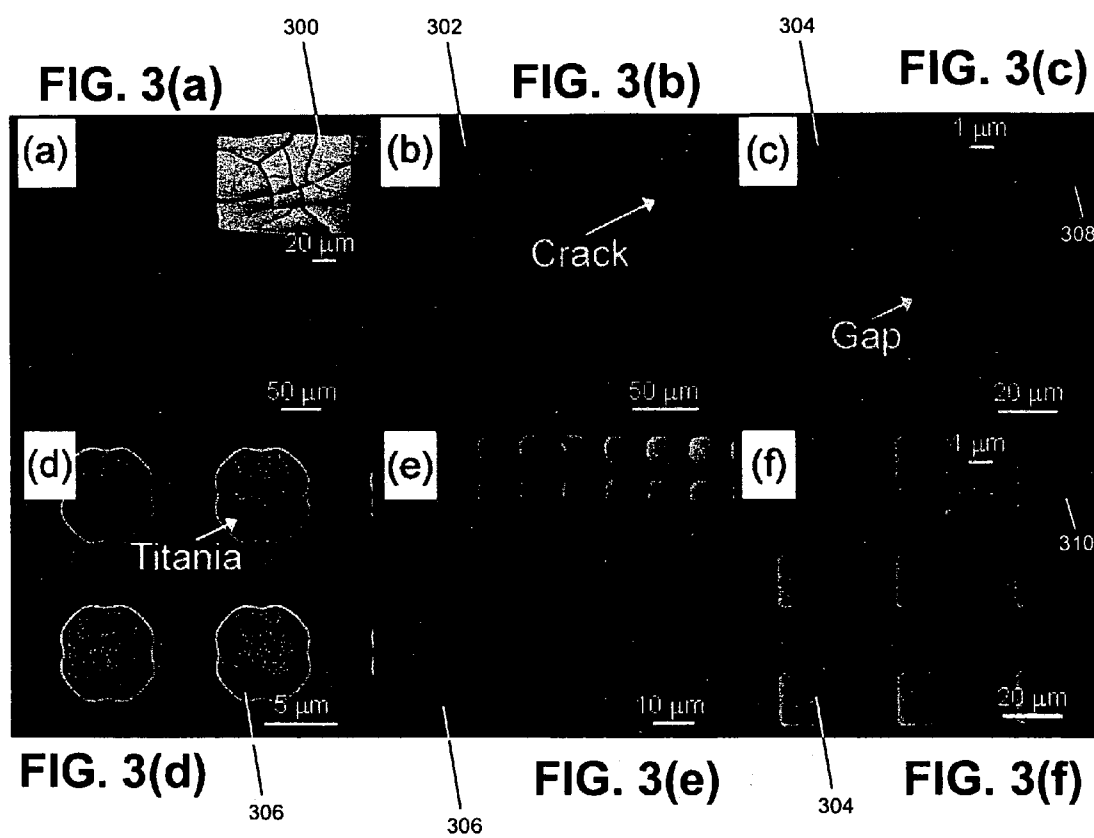 300
302
304
FIG. 3(a)
FIG. 3(b)
FIG. 3(c)
(a)
20 μm
50 μm
(b)
Crack
50 μm
(c)
1 μm
308
Gap
20 μm
(d)
Titania
5 μm
(e)
10 μm
(f)
1 μm
310
20 μm
FIG. 3(d)
FIG. 3(e)
FIG. 3(f)
306
306
304